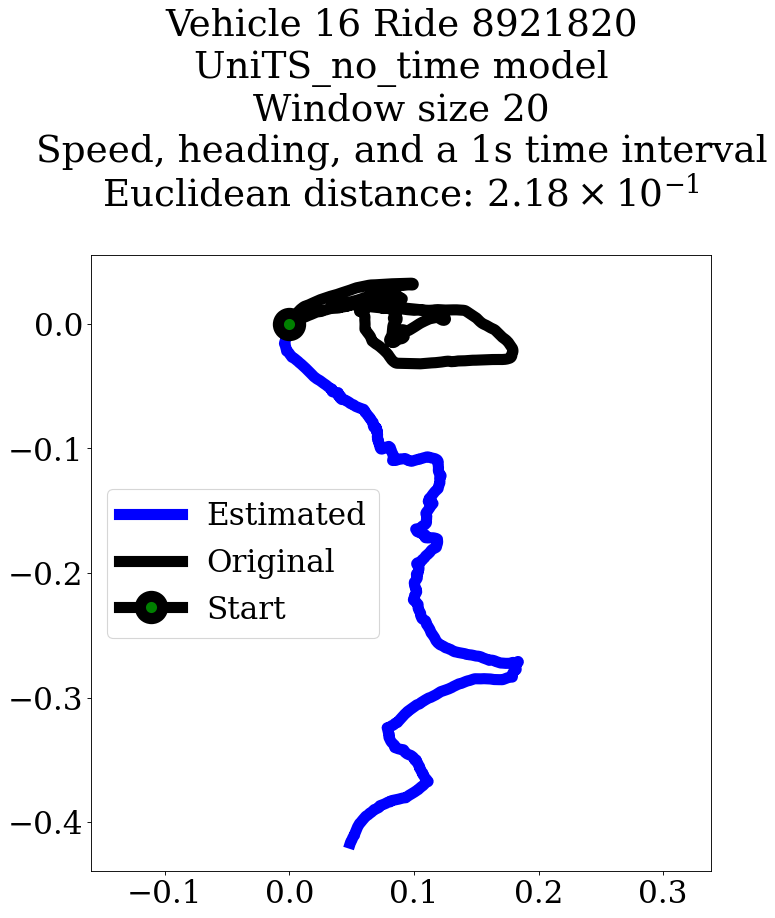 Vehicle 16 Ride 8921820
UniTS_no_time model
Window size 20
Speed, heading, and a 1s time interval
Euclidean distance: 2.18 × 10⁻¹
0.0
−0.1
−0.2
−0.3
−0.4
Estimated
Original
Start
−0.1 0.0 0.1 0.2 0.3